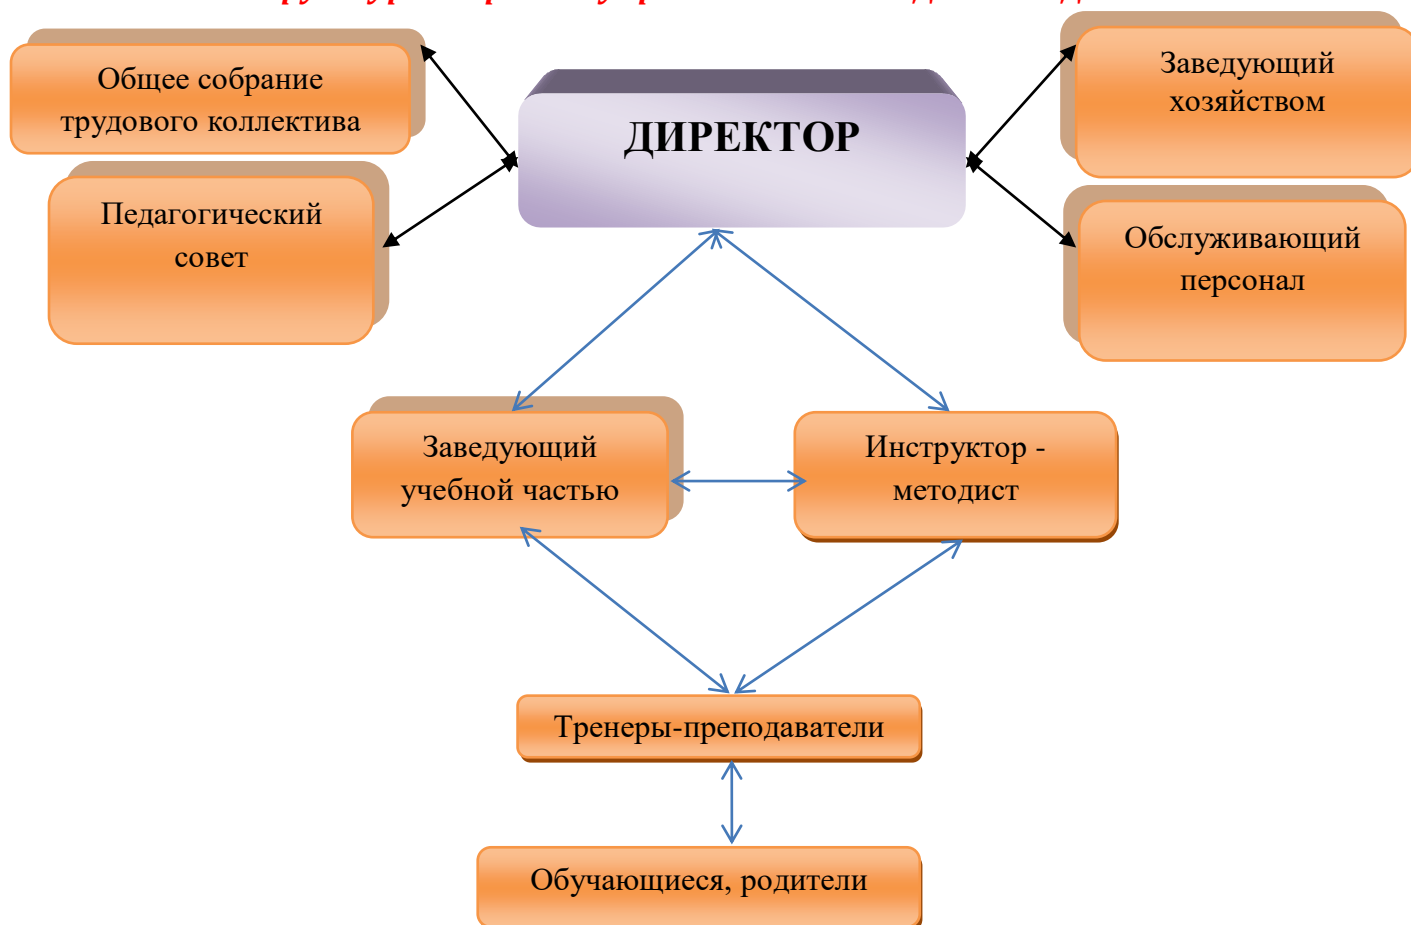 Общее собрание
трудового коллектива
Педагогический
совет
ДИРЕКТОР
Заведующий
хозяйством
Обслуживающий
персонал
Заведующий
учебной частью
Инструктор -
методист
Тренеры-преподаватели
Обучающиеся, родители